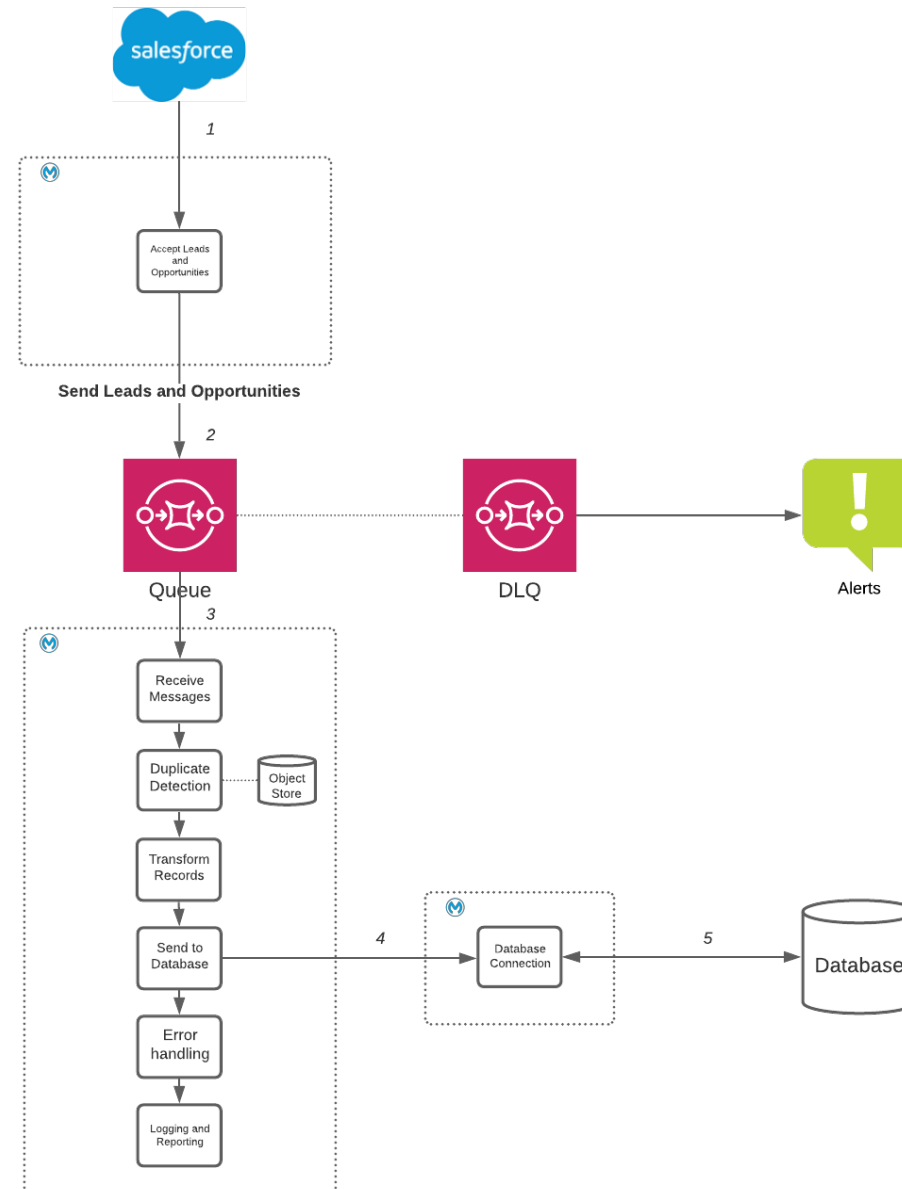 salesforce
1
Accept Leads
and
Opportunities
Send Leads and Opportunities
2
Queue
DLQ
Alerts
3
Receive
Messages
Duplicate
Detection
Object
Store
Transform
Records
Send to
Database
4
Database
Connection
5
Database
Error
handling
Logging and
Reporting